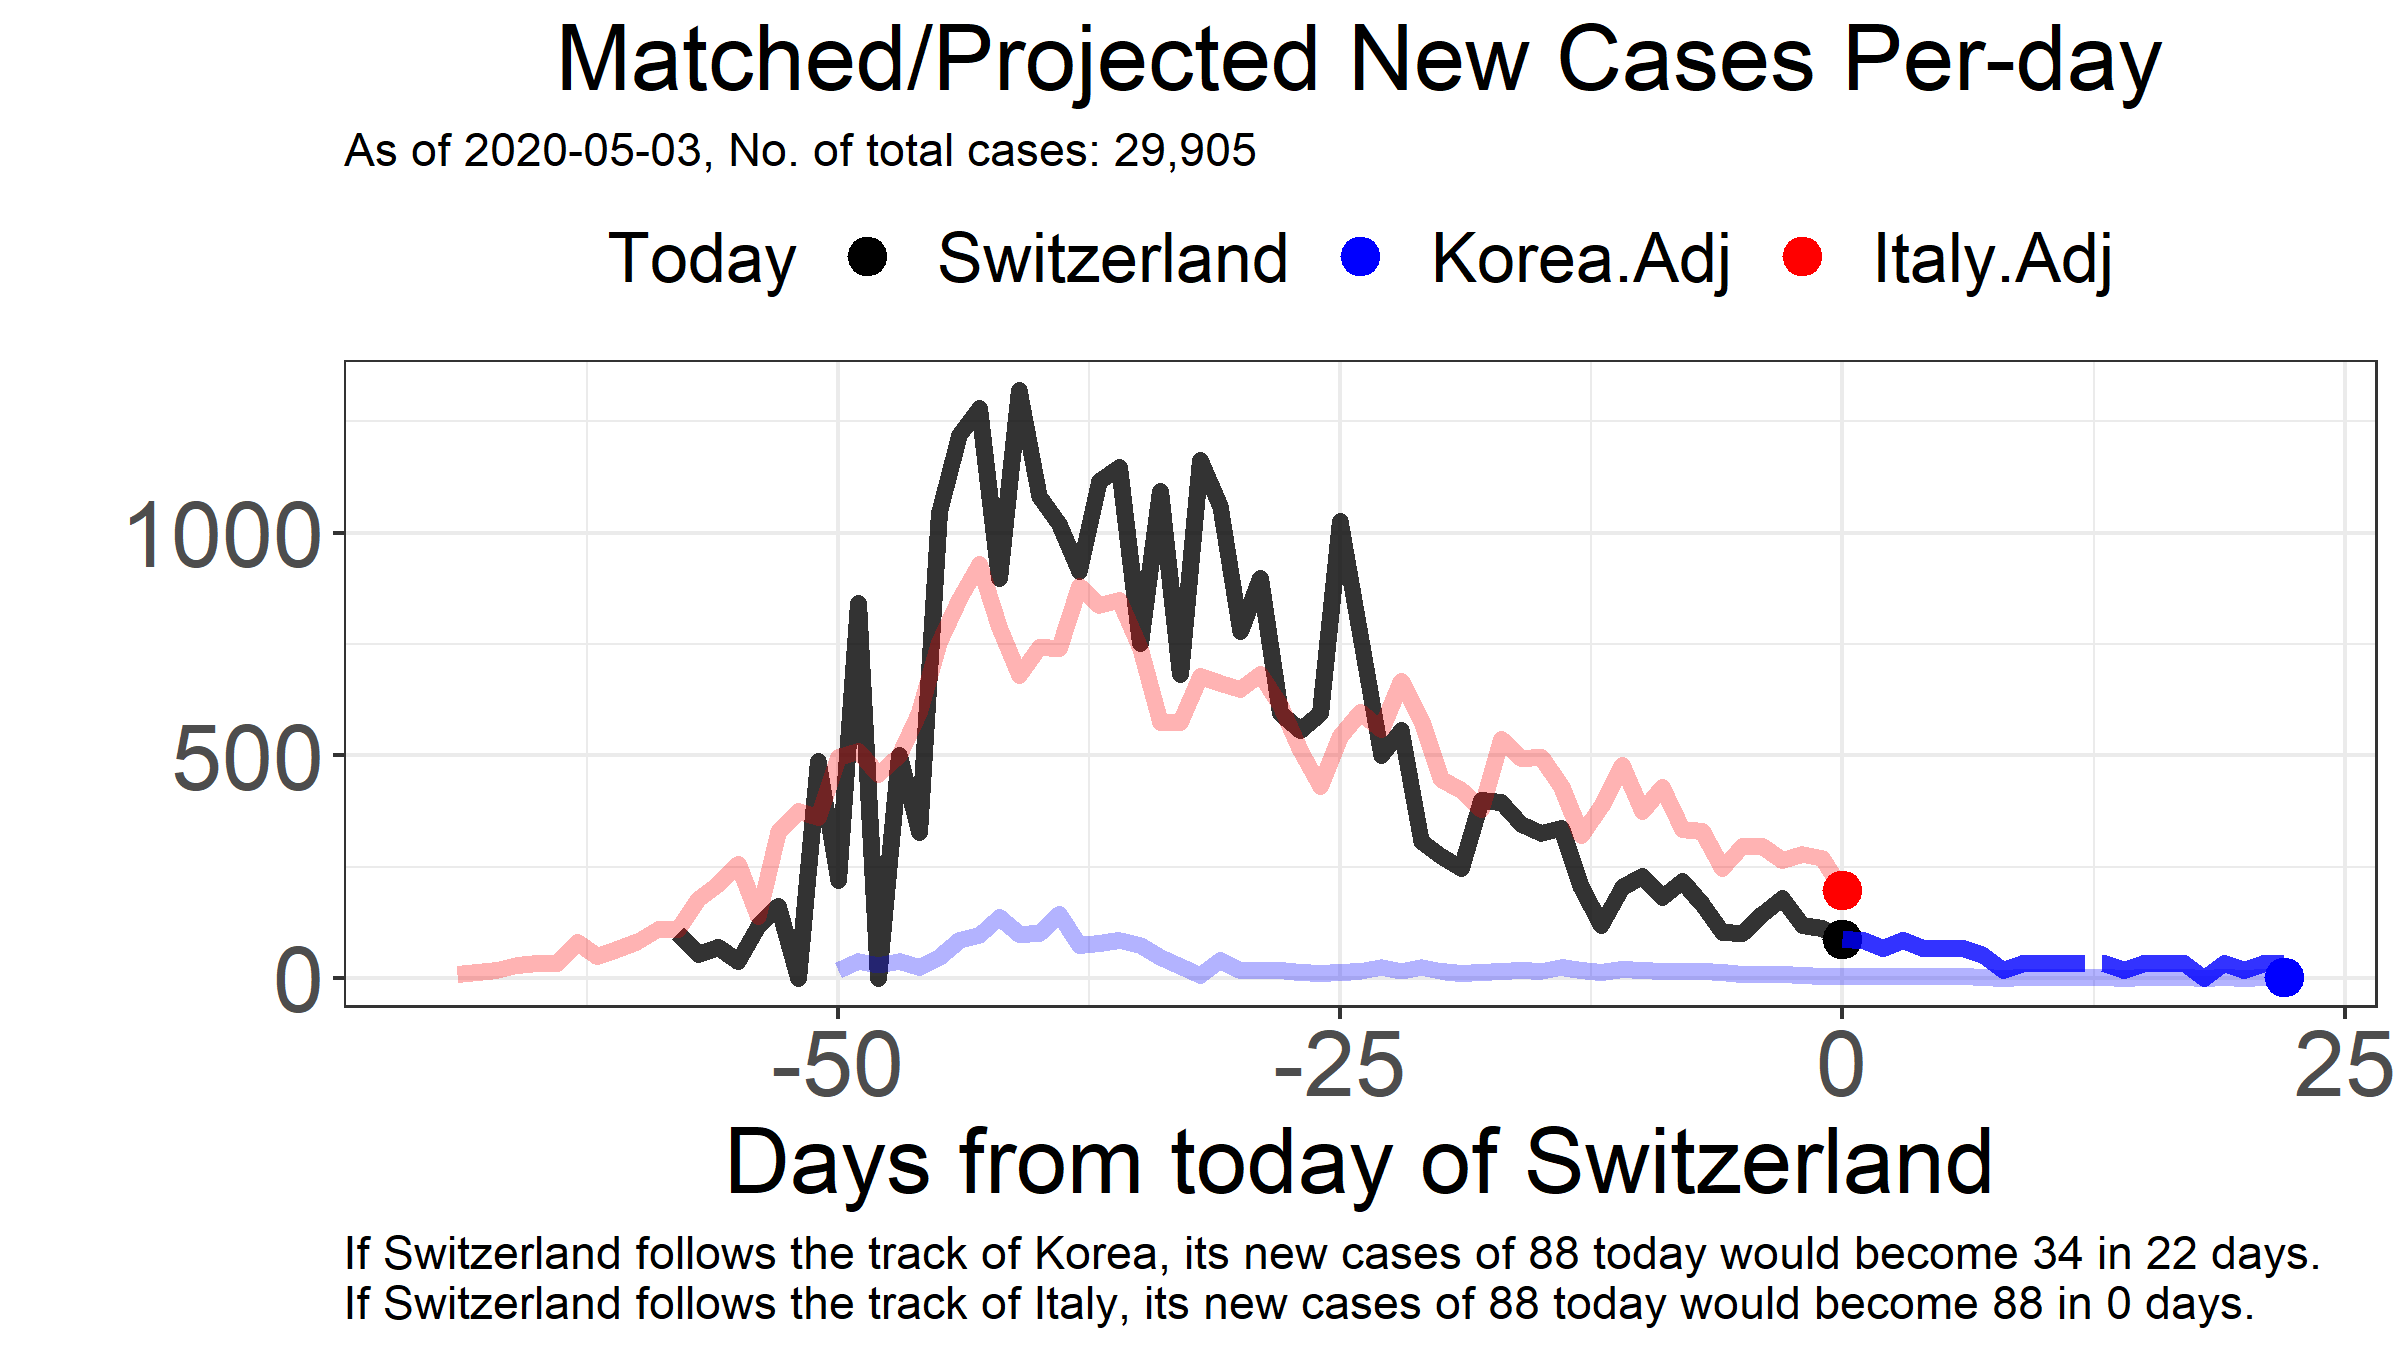 Matched/Projected New Cases Per-day
As of 2020-05-03, No. of total cases: 29,905
Today Switzerland Korea.Adj Italy.Adj
1000
500
0
-50 -25 0 25
Days from today of Switzerland
If Switzerland follows the track of Korea, its new cases of 88 today would become 34 in 22 days.
If Switzerland follows the track of Italy, its new cases of 88 today would become 88 in 0 days.